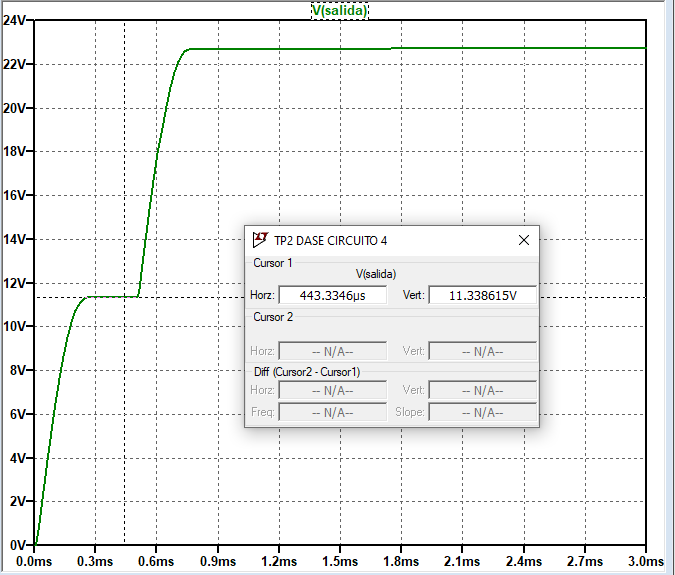 V(salida)
24V
22V
20V
18V
16V
14V
12V
10V
8V
6V
4V
2V
0V
TP2 DASE CIRCUITO 4
Cursor 1
V(salida)
Horz: 443.3346µs Vert: 11.338615V
Cursor 2
Horz: -- N/A-- Vert: -- N/A--
Diff (Cursor2 - Cursor1)
Horz: -- N/A-- Vert: -- N/A--
Freq: -- N/A-- Slope: -- N/A--
0.0ms 0.3ms 0.6ms 0.9ms 1.2ms 1.5ms 1.8ms 2.1ms 2.4ms 2.7ms 3.0ms